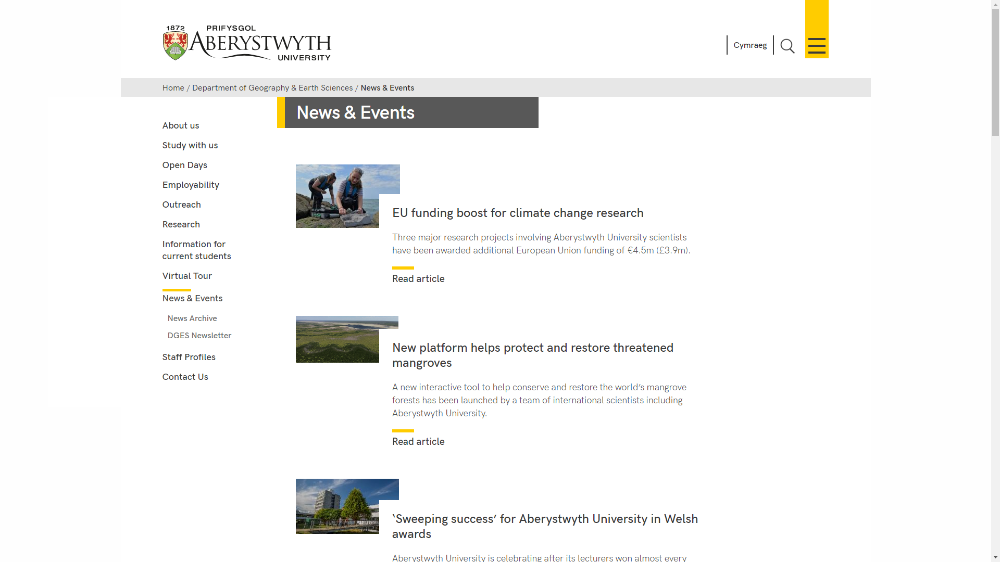 1872
PRIFYSGOL
ABERYSTWYTH
UNIVERSITY
Cymraeg
Home / Department of Geography & Earth Sciences / News & Events
News & Events
About us
Study with us
Open Days
Employability
Outreach
Research
Information for
current students
Virtual Tour
News & Events
News Archive
DGES Newsletter
Staff Profiles
Contact Us
EU funding boost for climate change research
Three major research projects involving Aberystwyth University scientists
have been awarded additional European Union funding of €4.5m (£3.9m).
Read article
New platform helps protect and restore threatened
mangroves
A new interactive tool to help conserve and restore the world’s mangrove
forests has been launched by a team of international scientists including
Aberystwyth University.
Read article
‘Sweeping success’ for Aberystwyth University in Welsh
awards
Aberystwyth University is celebrating after its lecturers won almost every